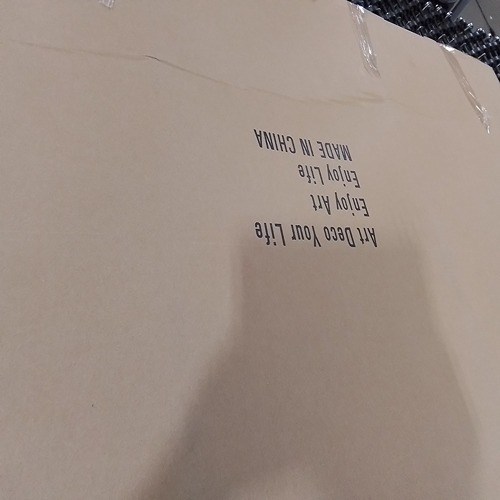 Art Deco Your Life
Enjoy Art
Enjoy Life
MADE IN CHINA